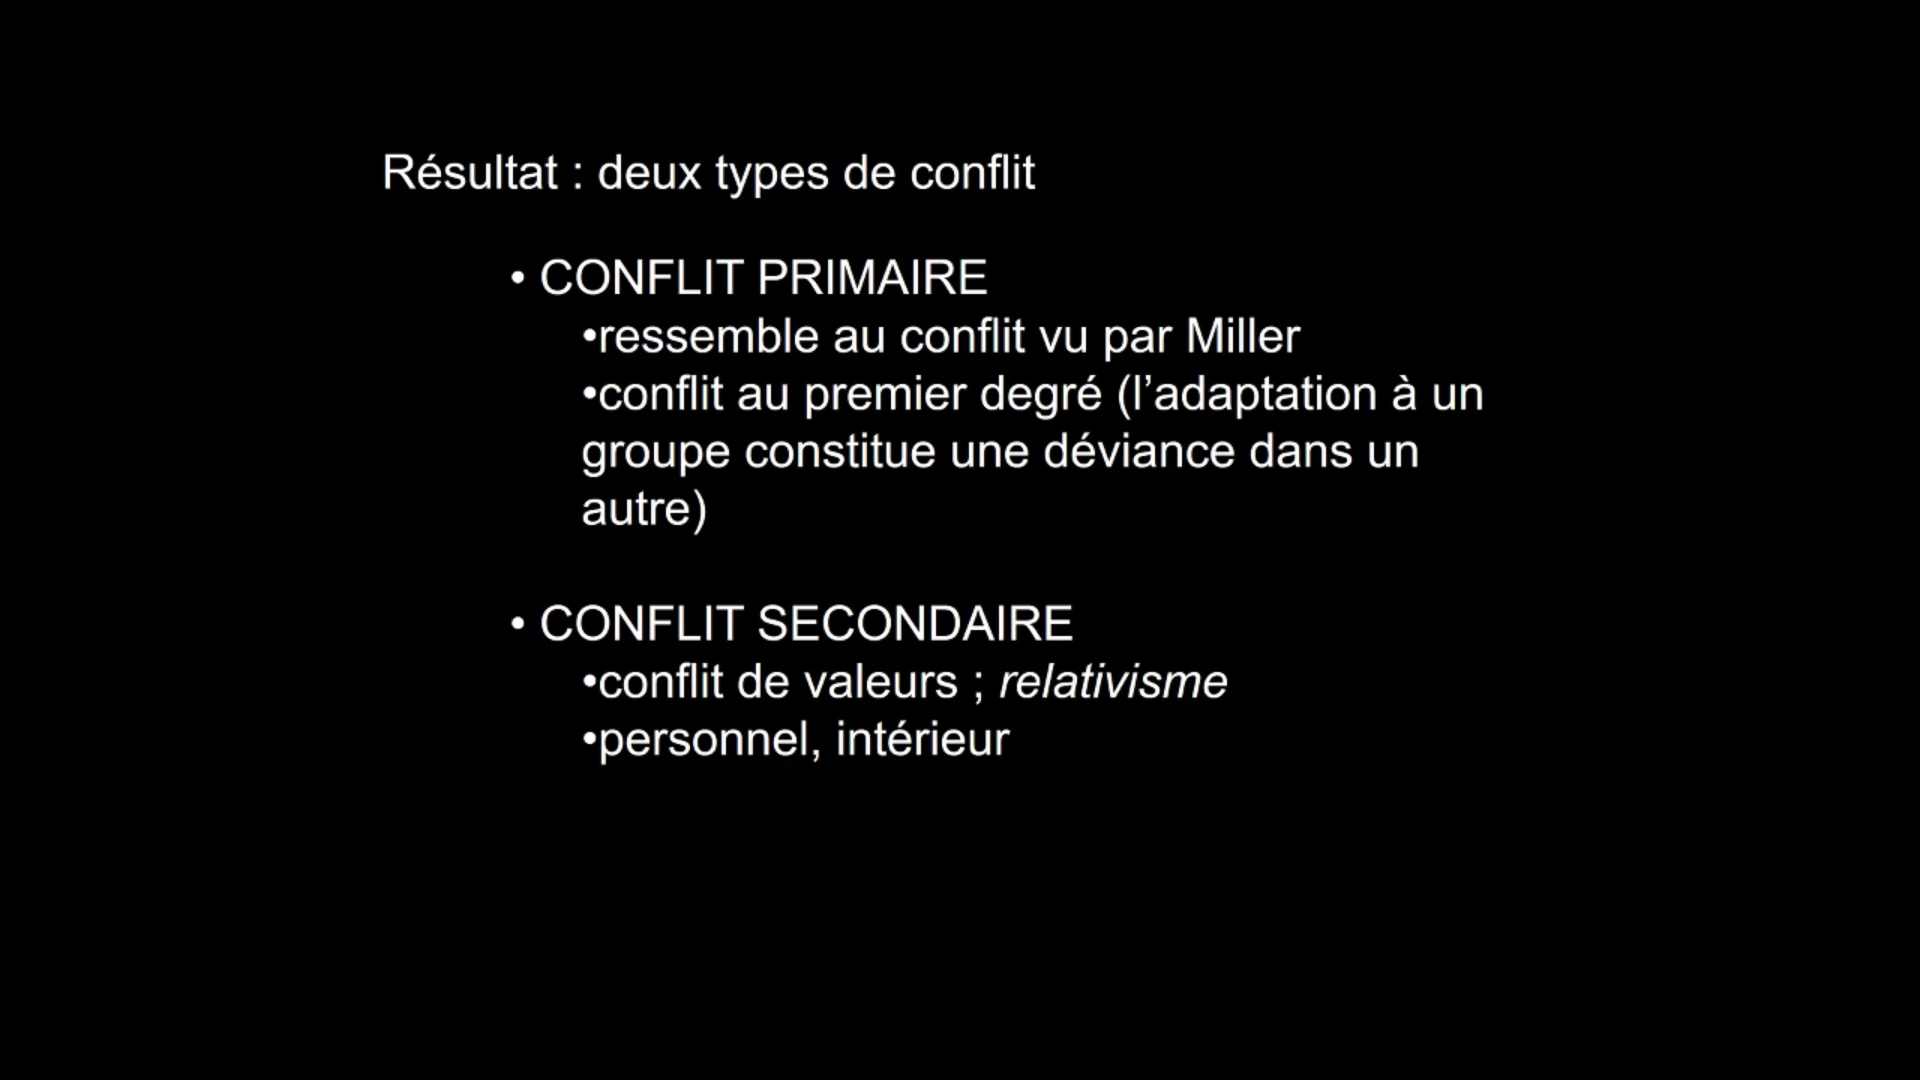 Résultat : deux types de conflit
• CONFLIT PRIMAIRE
•ressemble au conflit vu par Miller
•conflit au premier degré (l’adaptation à un
groupe constitue une déviance dans un
autre)
• CONFLIT SECONDAIRE
•conflit de valeurs ; relativisme
•personnel, intérieur